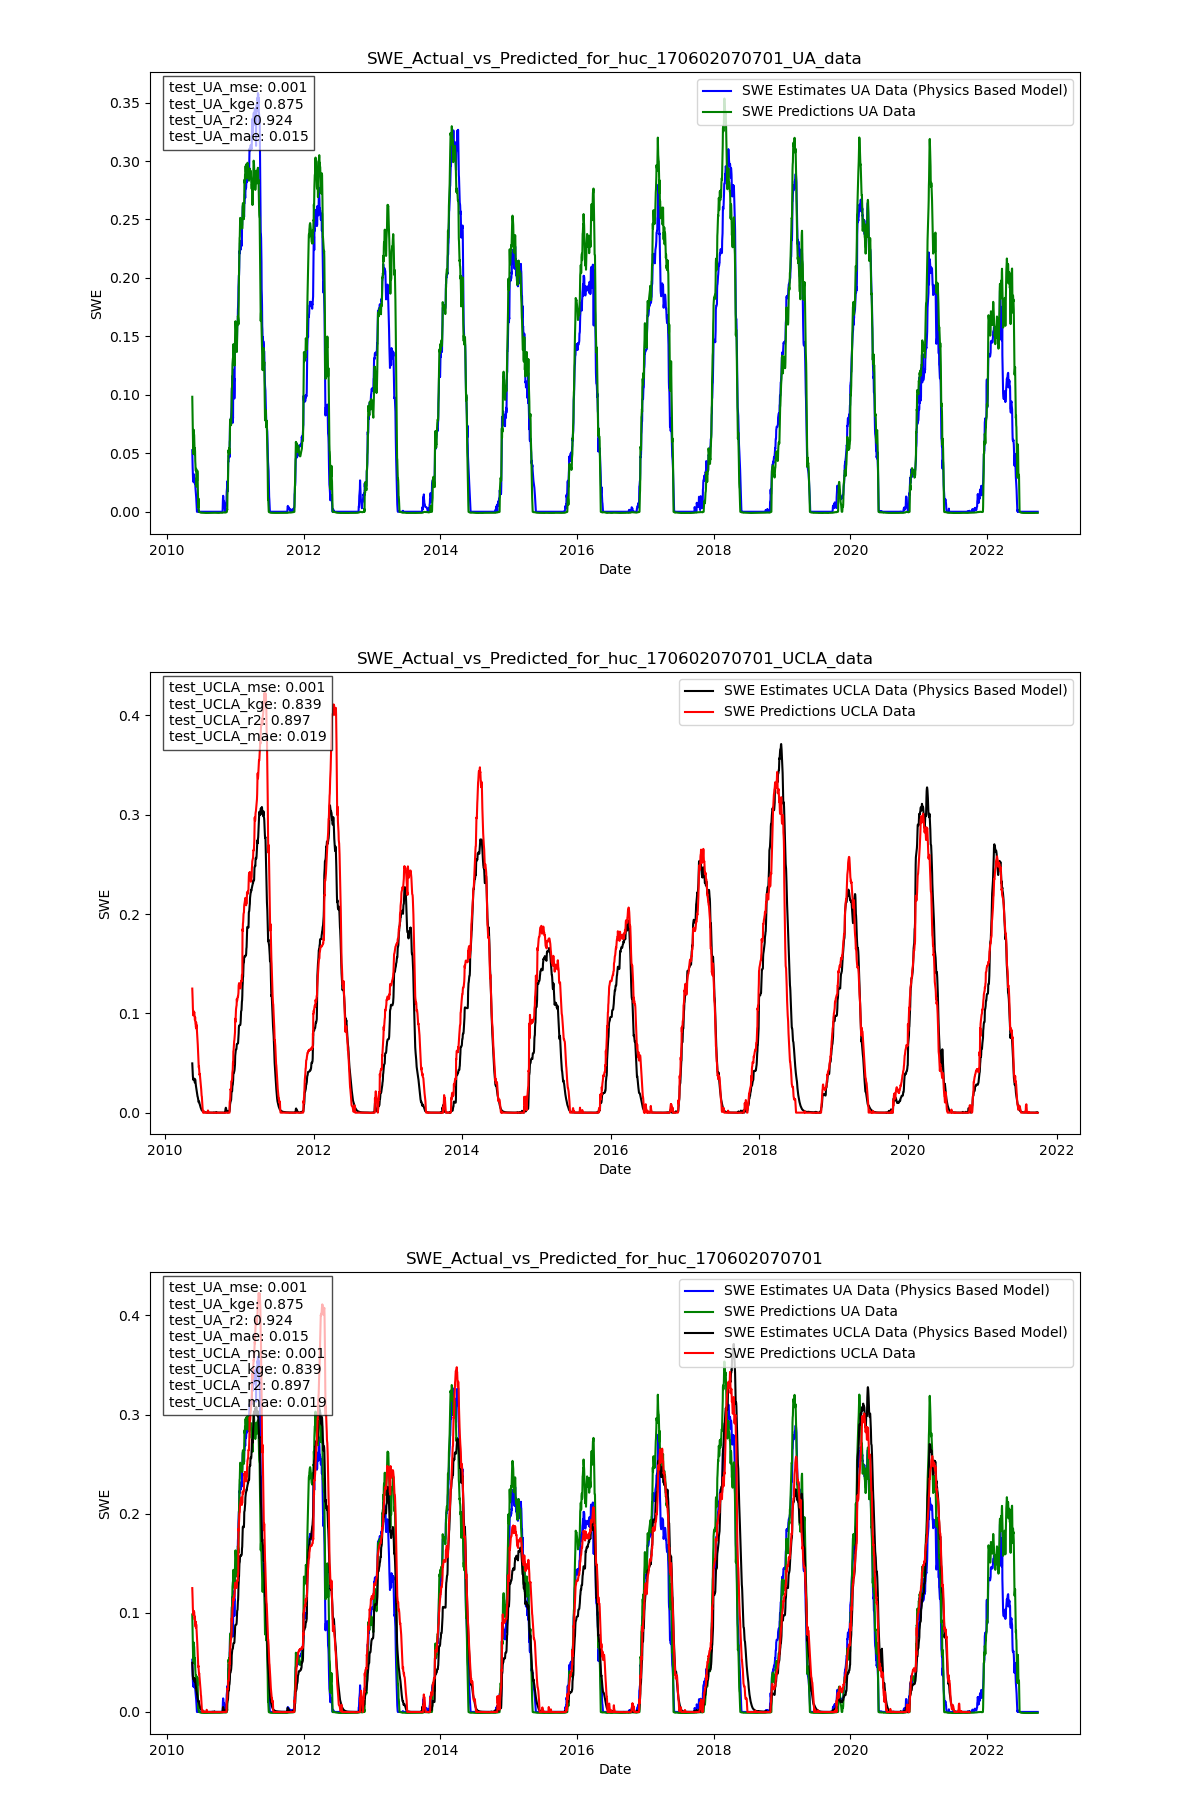 SWE_Actual_vs_Predicted_for_huc_170602070701_UA_data
test_UA_mse: 0.001
test_UA_kge: 0.875
test_UA_r2: 0.924
test_UA_mae: 0.015
SWE Estimates UA Data (Physics Based Model)
SWE Predictions UA Data
0.35
0.30
0.25
0.20
0.15
0.10
0.05
0.00
SWE
2010 2012 2014 2016 2018 2020 2022
Date
SWE_Actual_vs_Predicted_for_huc_170602070701_UCLA_data
test_UCLA_mse: 0.001
test_UCLA_kge: 0.839
test_UCLA_r2: 0.897
test_UCLA_mae: 0.019
SWE Estimates UCLA Data (Physics Based Model)
SWE Predictions UCLA Data
0.4
0.3
0.2
0.1
0.0
SWE
2010 2012 2014 2016 2018 2020 2022
Date
SWE_Actual_vs_Predicted_for_huc_170602070701
test_UA_mse: 0.001
test_UA_kge: 0.875
test_UA_r2: 0.924
test_UA_mae: 0.015
test_UCLA_mse: 0.001
test_UCLA_kge: 0.839
test_UCLA_r2: 0.897
test_UCLA_mae: 0.019
SWE Estimates UA Data (Physics Based Model)
SWE Predictions UA Data
SWE Estimates UCLA Data (Physics Based Model)
SWE Predictions UCLA Data
0.4
0.3
0.2
0.1
0.0
SWE
2010 2012 2014 2016 2018 2020 2022
Date